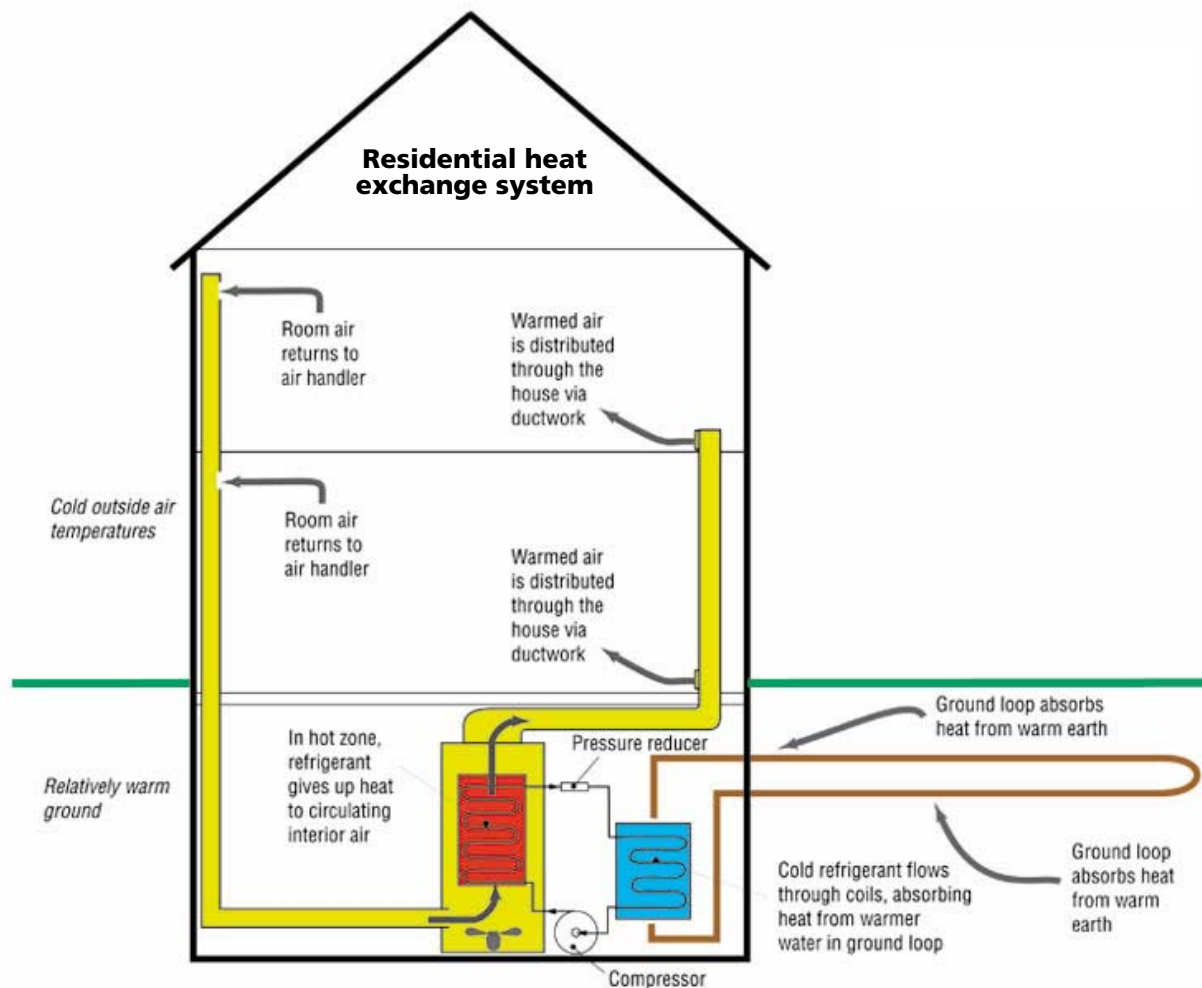 Residential heat
exchange system
Room air
returns to
air handler
Warmed air
is distributed
through the
house via
ductwork
Cold outside air
temperatures
Room air
returns to
air handler
Warmed air
is distributed
through the
house via
ductwork
Relatively warm
ground
In hot zone,
refrigerant
gives up heat
to circulating
interior air
Pressure reducer
Ground loop absorbs
heat from warm earth
Cold refrigerant flows
through coils, absorbing
heat from warmer
water in ground loop
Ground loop
absorbs heat
from warm
earth
Compressor